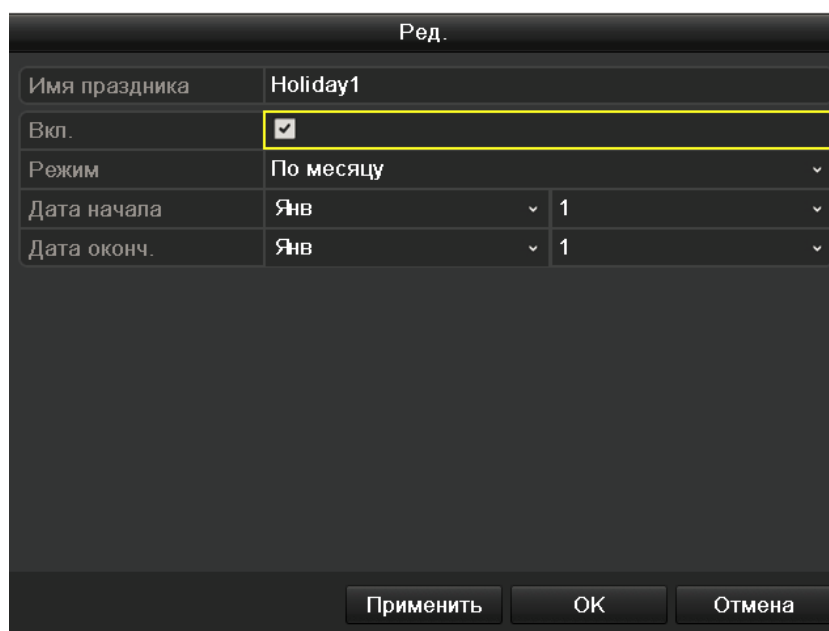 Ред.
Имя праздника Holiday1
Вкл.
Режим По месяцу
Дата начала Янв 1
Дата оконч. Янв 1
Применить OK Отмена